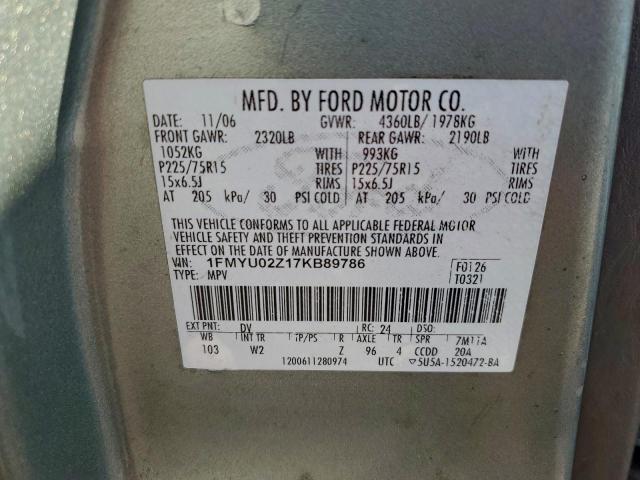 MFD. BY FORD MOTOR CO.
DATE: 11/06 GVWR: 4360LB/ 1978KG
FRONT GAWR: 2320LB REAR GAWR: 2190LB
1052KG WITH 993KG WITH
P225/75R15 TIRES P225/75R15 TIRES
15x6.5J RIMS 15x6.5J RIMS
AT 205 kPa/ 30 PSI COLD AT 205 kPa/ 30 PSI COLD
THIS VEHICLE CONFORMS TO ALL APPLICABLE FEDERAL MOTOR
VEHICLE SAFETY AND THEFT PREVENTION STANDARDS IN
EFFECT ON THE DATE OF MANUFACTURE SHOWN ABOVE.
VIN: 1FMYU02Z17KB89786 F0126
TYPE: MPV T0321
EXT PNT: DV RC: 24 DSO:
WB INT TR TP/PS R AXLE TR SPR 7M11A
103 W2 Z 96 4 CCDD 20A
1200611280974 UTC ▽5U5A-1520472-BA